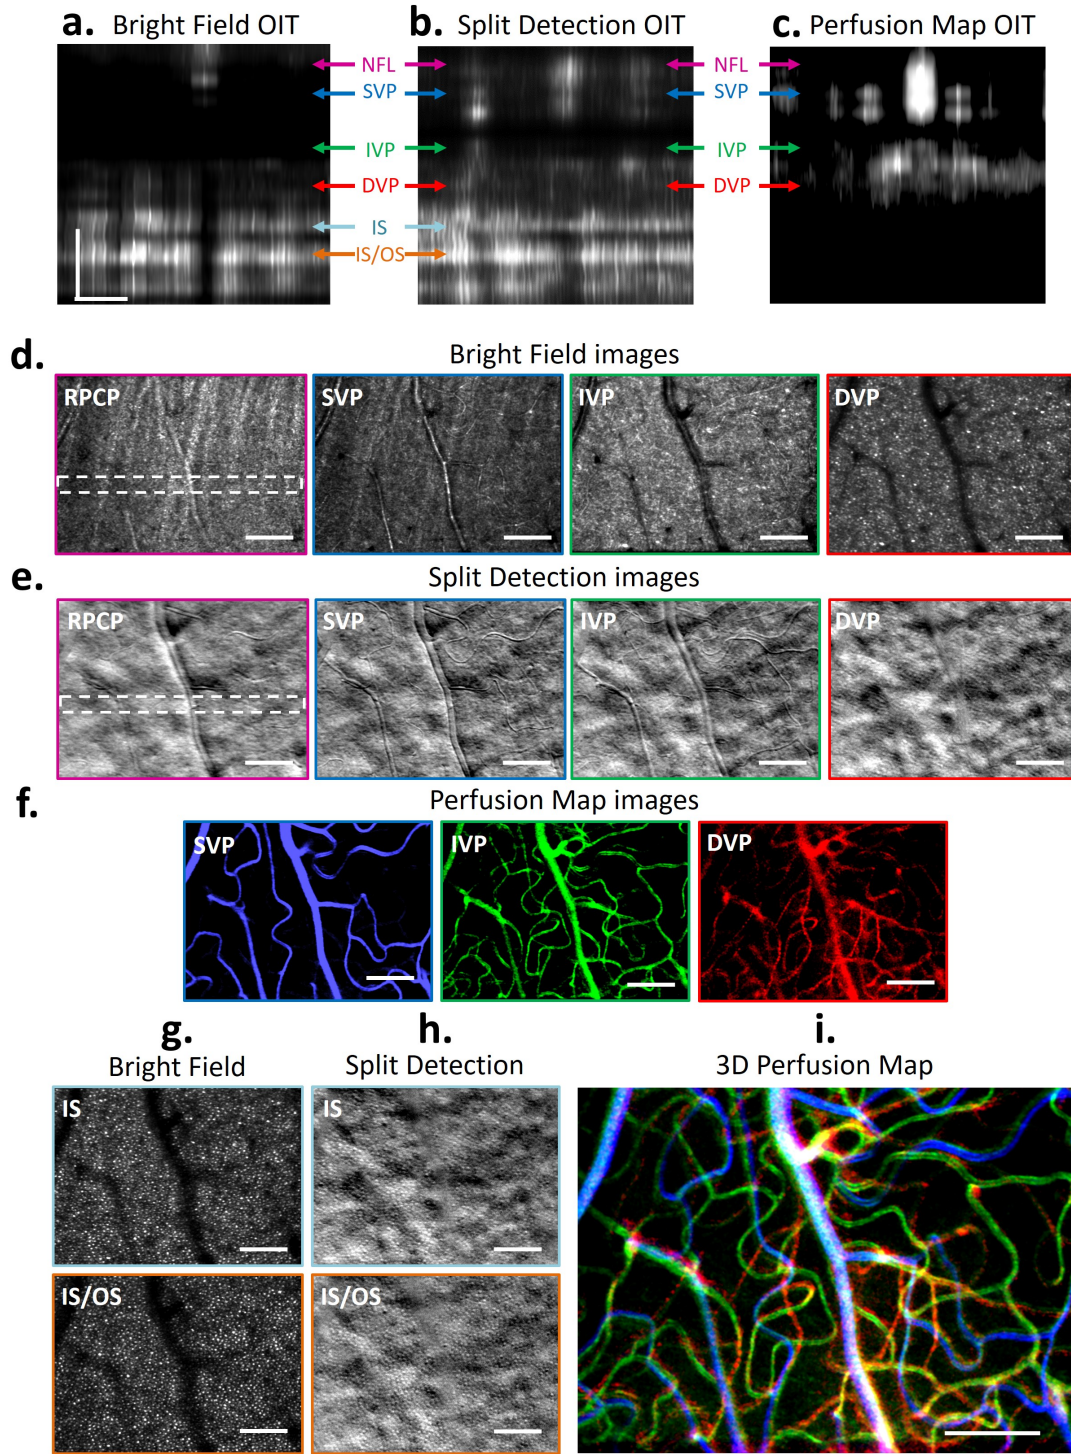 a. Bright Field OIT
b. Split Detection OIT
c. Perfusion Map OIT
NFL
SVP
IVP
DVP
IS
IS/OS
NFL
SVP
IVP
DVP
d. Bright Field images
RPCP
SVP
IVP
DVP
e. Split Detection images
RPCP
SVP
IVP
DVP
f. Perfusion Map images
SVP
IVP
DVP
g. Bright Field
h. Split Detection
i. 3D Perfusion Map
IS
IS
IS/OS
IS/OS